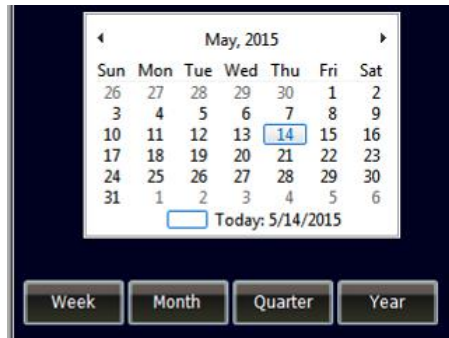 May, 2015
Sun Mon Tue Wed Thu Fri Sat
26 27 28 29 30 1 2
3 4 5 6 7 8 9
10 11 12 13 14 15 16
17 18 19 20 21 22 23
24 25 26 27 28 29 30
31 1 2 3 4 5 6
Today: 5/14/2015
Week Month Quarter Year